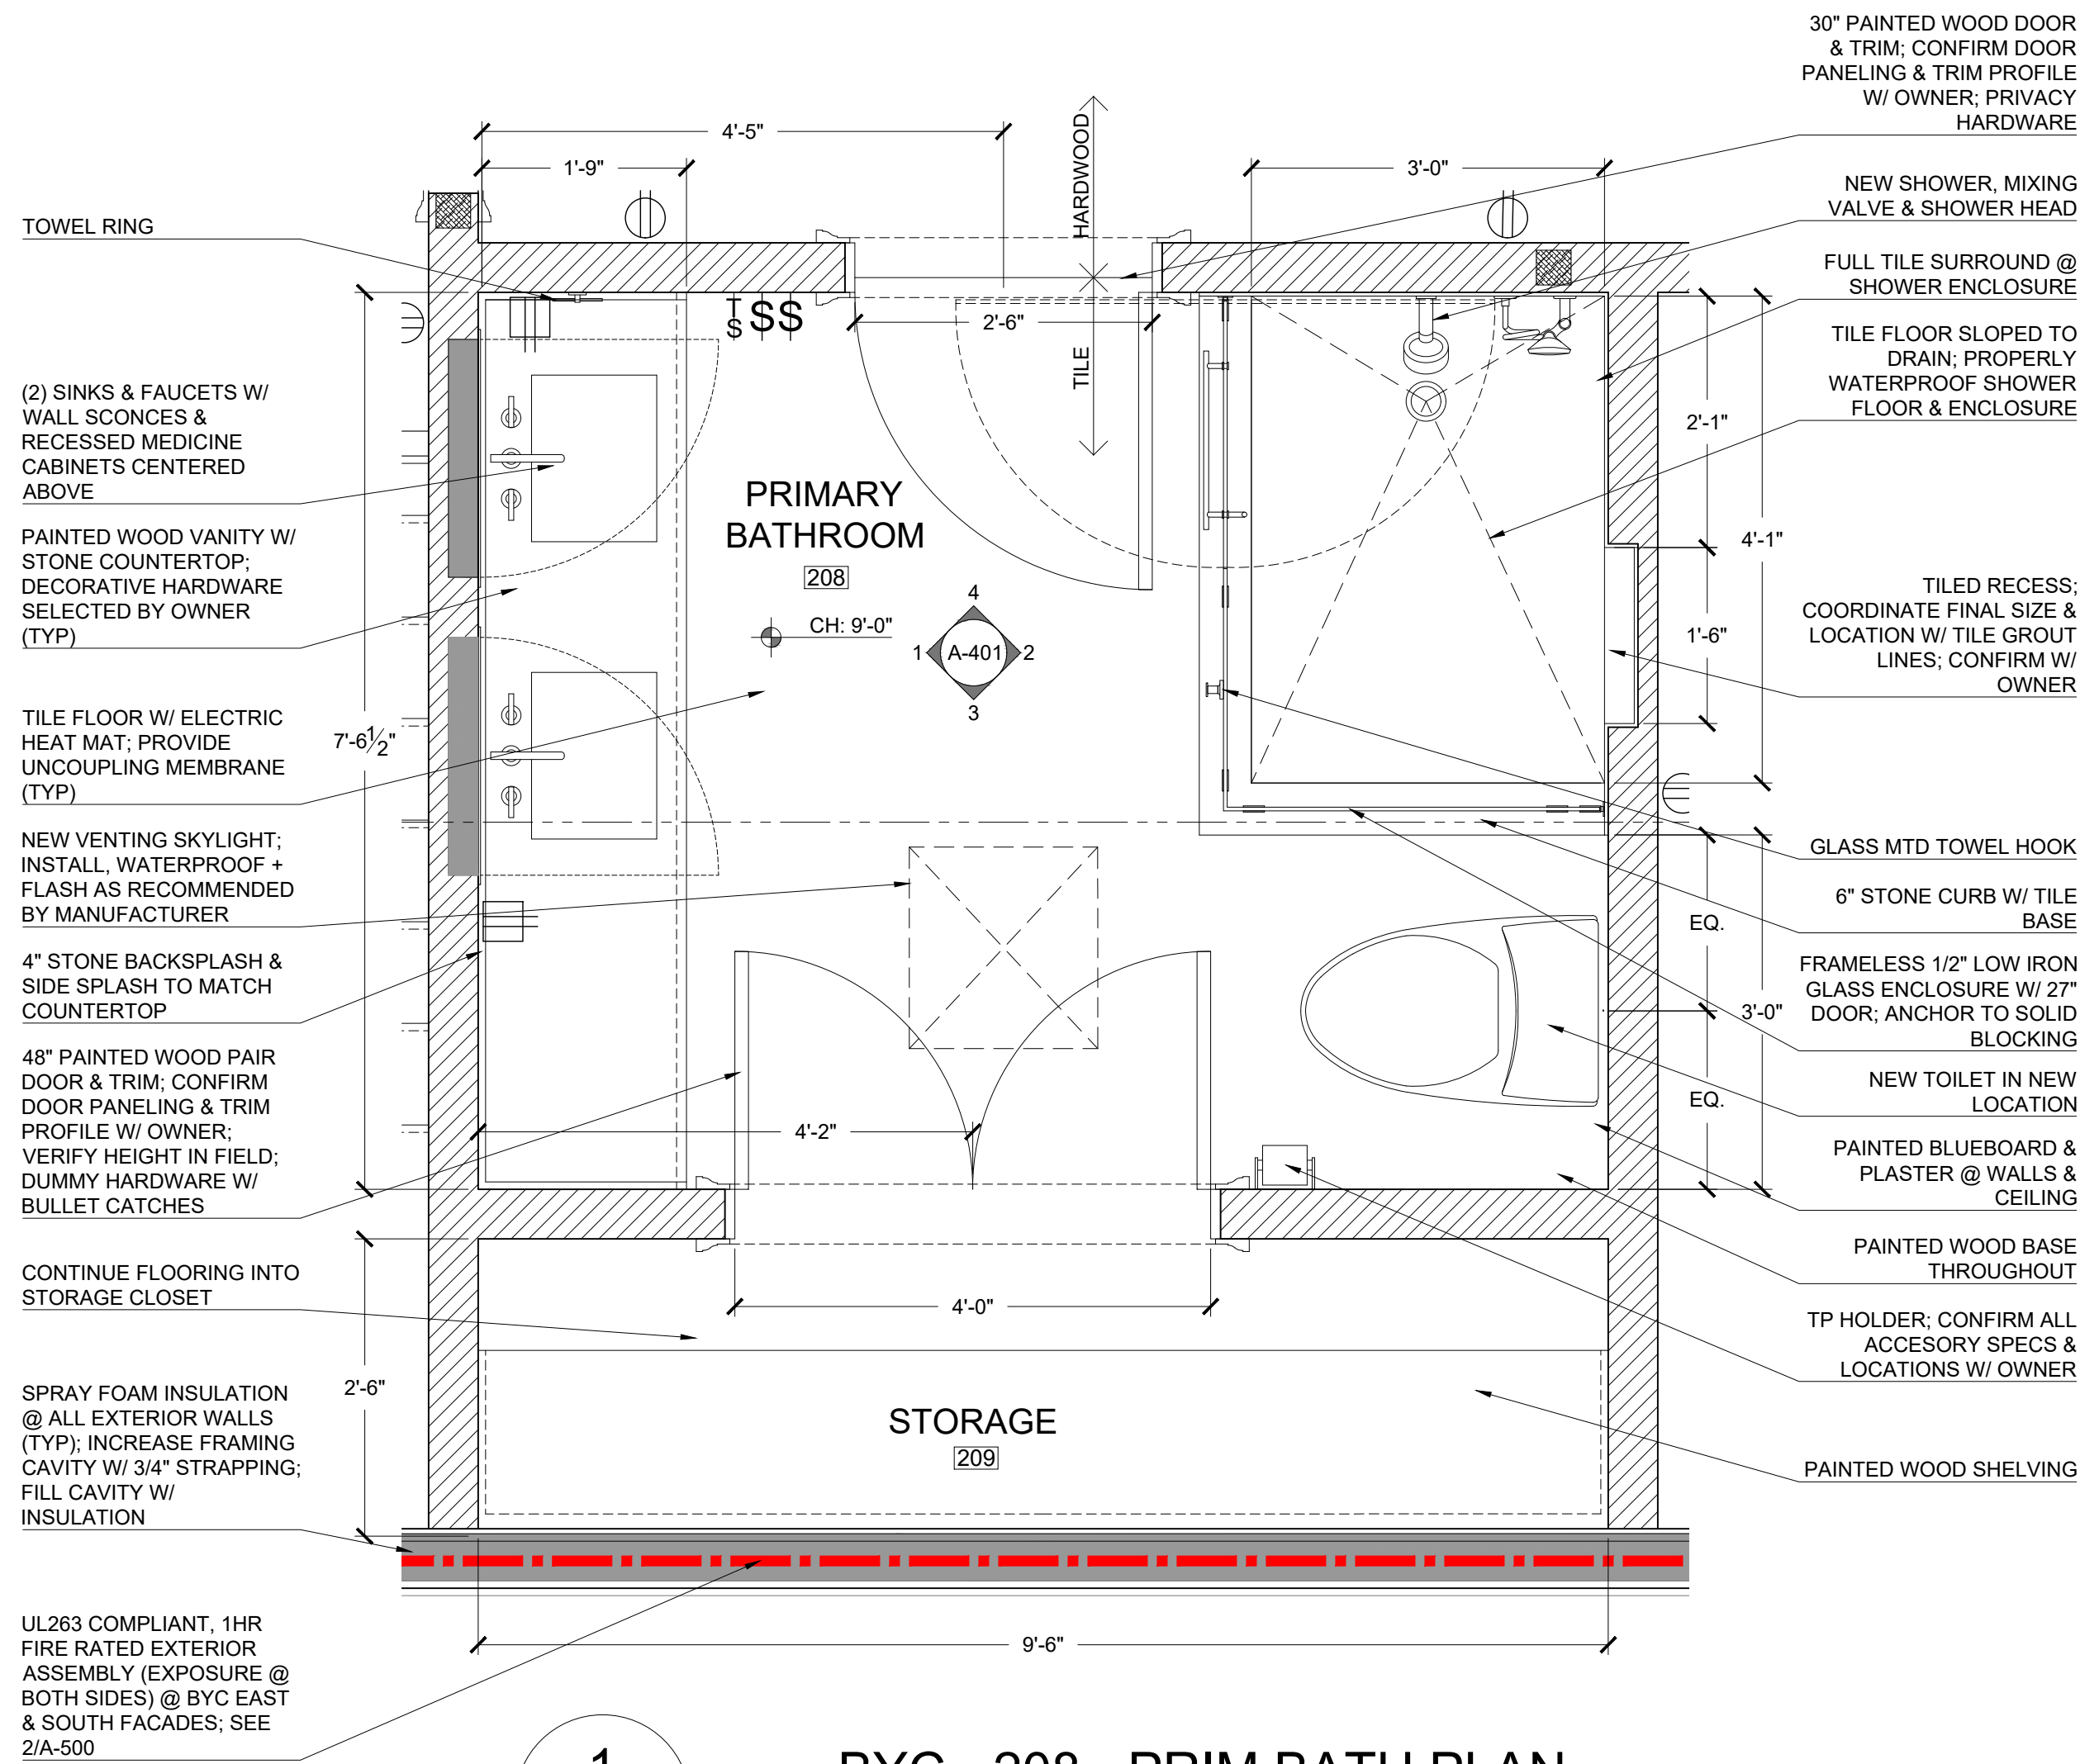 30" PAINTED WOOD DOOR
& TRIM; CONFIRM DOOR
PANELING & TRIM PROFILE
W/ OWNER; PRIVACY
HARDWARE
NEW SHOWER, MIXING
VALVE & SHOWER HEAD
FULL TILE SURROUND @
SHOWER ENCLOSURE
TILE FLOOR SLOPED TO
DRAIN; PROPERLY
WATERPROOF SHOWER
FLOOR & ENCLOSURE
TILED RECESS;
COORDINATE FINAL SIZE &
LOCATION W/ TILE GROUT
LINES; CONFIRM W/
OWNER
GLASS MTD TOWEL HOOK
6" STONE CURB W/ TILE
BASE
FRAMELESS 1/2" LOW IRON
GLASS ENCLOSURE W/ 27"
DOOR; ANCHOR TO SOLID
BLOCKING
NEW TOILET IN NEW
LOCATION
PAINTED BLUEBOARD &
PLASTER @ WALLS &
CEILING
PAINTED WOOD BASE
THROUGHOUT
TP HOLDER; CONFIRM ALL
ACCESORY SPECS &
LOCATIONS W/ OWNER
PAINTED WOOD SHELVING
TOWEL RING
(2) SINKS & FAUCETS W/
WALL SCONCES &
RECESSED MEDICINE
CABINETS CENTERED
ABOVE
PAINTED WOOD VANITY W/
STONE COUNTERTOP;
DECORATIVE HARDWARE
SELECTED BY OWNER
(TYP)
TILE FLOOR W/ ELECTRIC
HEAT MAT; PROVIDE
UNCOUPLING MEMBRANE
(TYP)
NEW VENTING SKYLIGHT;
INSTALL, WATERPROOF +
FLASH AS RECOMMENDED
BY MANUFACTURER
4" STONE BACKSPLASH &
SIDE SPLASH TO MATCH
COUNTERTOP
48" PAINTED WOOD PAIR
DOOR & TRIM; CONFIRM
DOOR PANELING & TRIM
PROFILE W/ OWNER;
VERIFY HEIGHT IN FIELD;
DUMMY HARDWARE W/
BULLET CATCHES
CONTINUE FLOORING INTO
STORAGE CLOSET
SPRAY FOAM INSULATION
@ ALL EXTERIOR WALLS
(TYP); INCREASE FRAMING
CAVITY W/ 3/4" STRAPPING;
FILL CAVITY W/
INSULATION
UL263 COMPLIANT, 1HR
FIRE RATED EXTERIOR
ASSEMBLY (EXPOSURE @
BOTH SIDES) @ BYC EAST
& SOUTH FACADES; SEE
2/A-500
4'-5"
1'-9"
3'-0"
HARDWOOD
TILE
T
S
SS
2'-6"
2'-1"
4'-1"
1'-6"
PRIMARY
BATHROOM
208
CH: 9'-0"
4
1
A-401
2
3
7'-6 1/2"
EQ.
3'-0"
EQ.
4'-2"
4'-0"
2'-6"
STORAGE
209
9'-6"
1
BYC - 208 - PRIM BATH PLAN